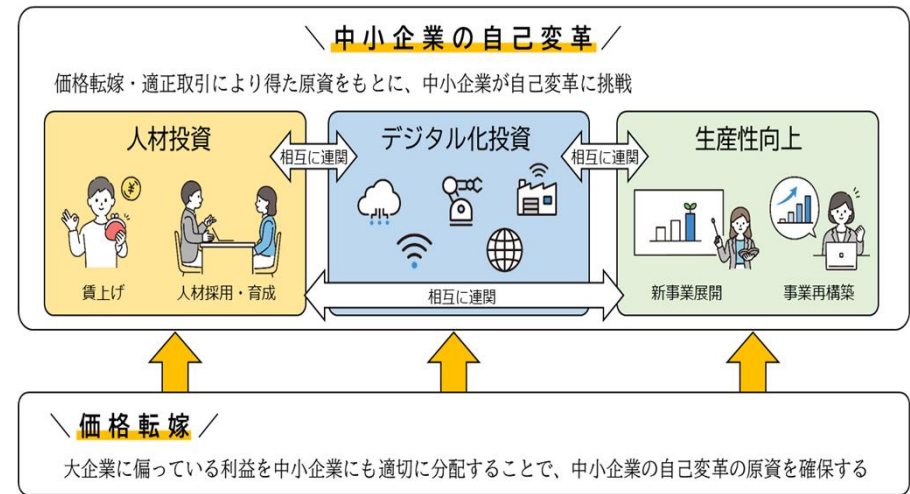 中小企業の自己変革
価格転嫁・適正取引により得た原資をもとに、中小企業が自己変革に挑戦
人材投資
相互に連関
デジタル化投資
相互に連関
生産性向上
¥
賃上げ
人材採用・育成
相互に連関
新事業展開
事業再構築
価格転嫁
大企業に偏っている利益を中小企業にも適切に分配することで、中小企業の自己変革の原資を確保する